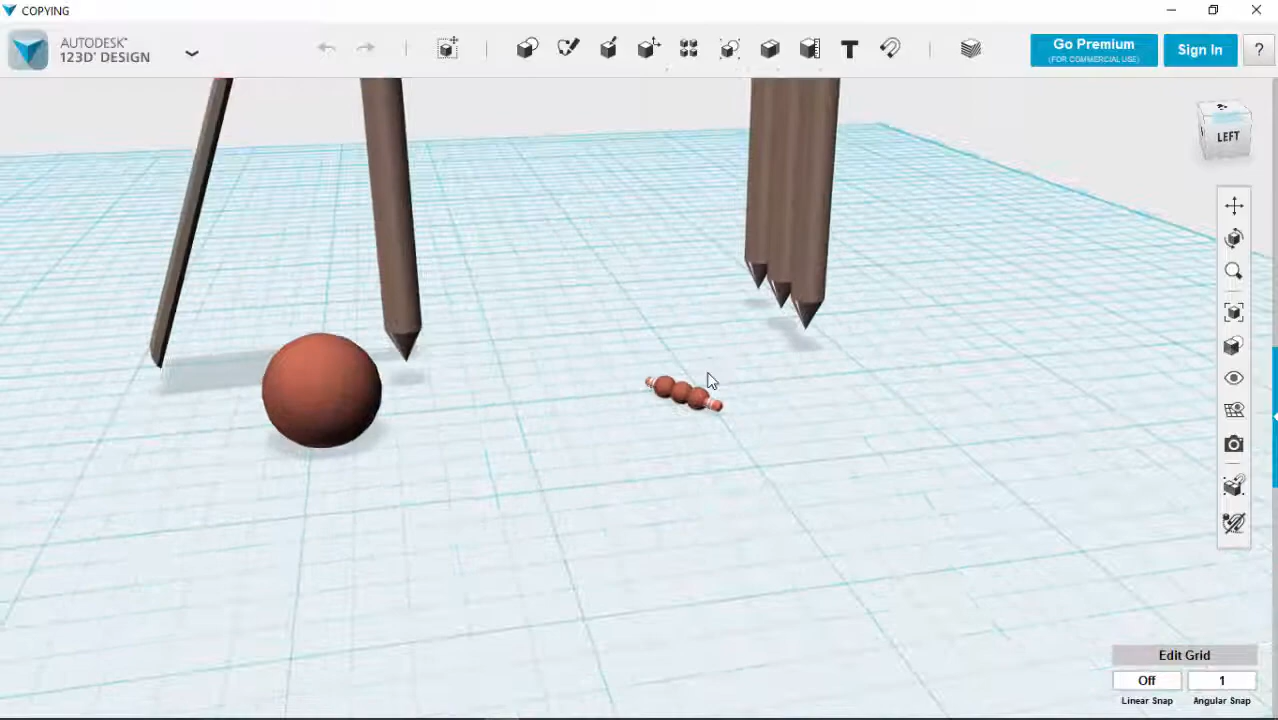 COPYING
AUTODESK®
123D® DESIGN
Go Premium
(FOR COMMERCIAL USE)
Sign In
?
LEFT
Edit Grid
Off
1
Linear Snap
Angular Snap